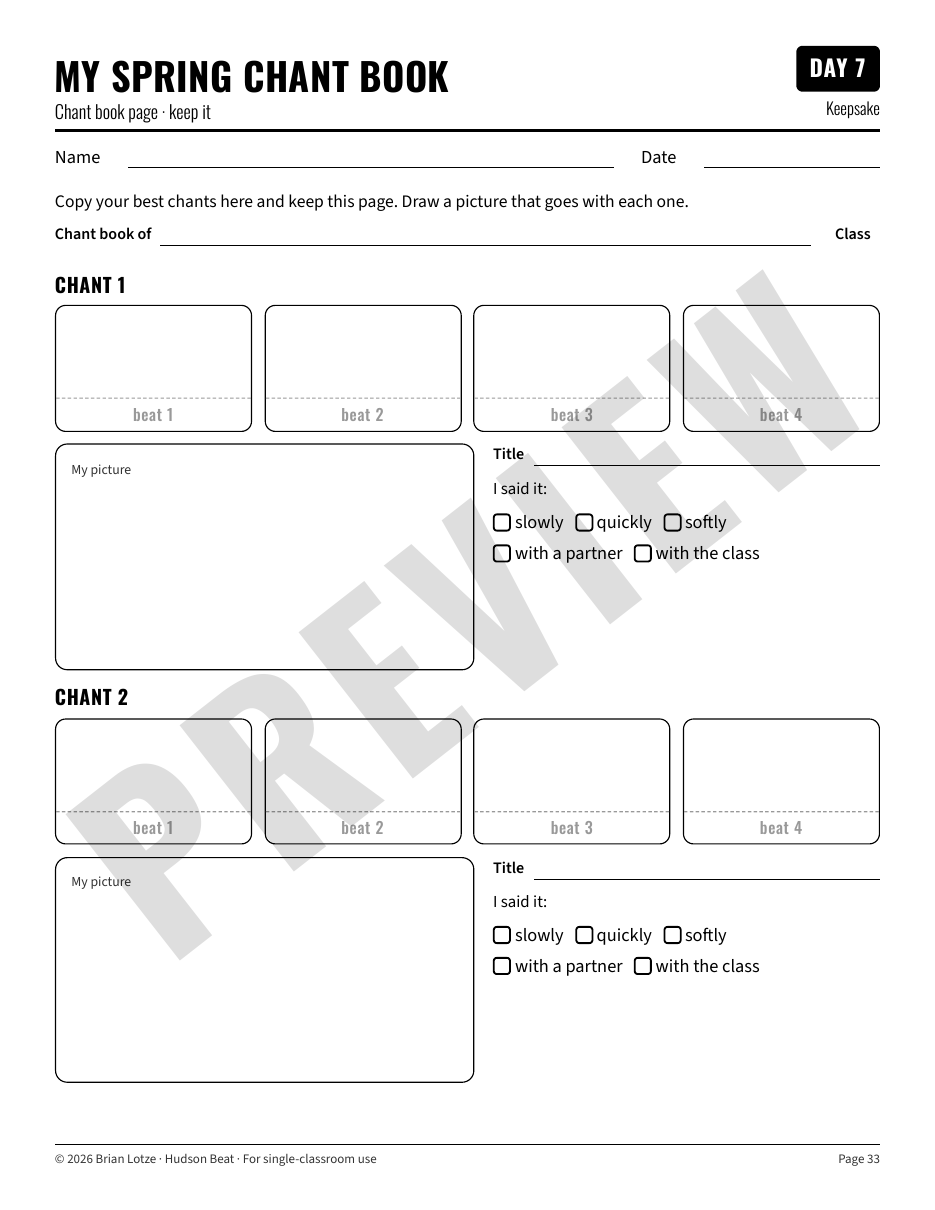 MY SPRING CHANT BOOK
DAY 7
Chant book page · keep it
Keepsake
Name
Date
Copy your best chants here and keep this page. Draw a picture that goes with each one.
Chant book of
Class
CHANT 1
beat 1 beat 2 beat 3 beat 4
My picture
Title
I said it:
slowly quickly softly
with a partner with the class
CHANT 2
beat 1 beat 2 beat 3 beat 4
My picture
Title
I said it:
slowly quickly softly
with a partner with the class
PREVIEW
© 2026 Brian Lotze · Hudson Beat · For single-classroom use
Page 33